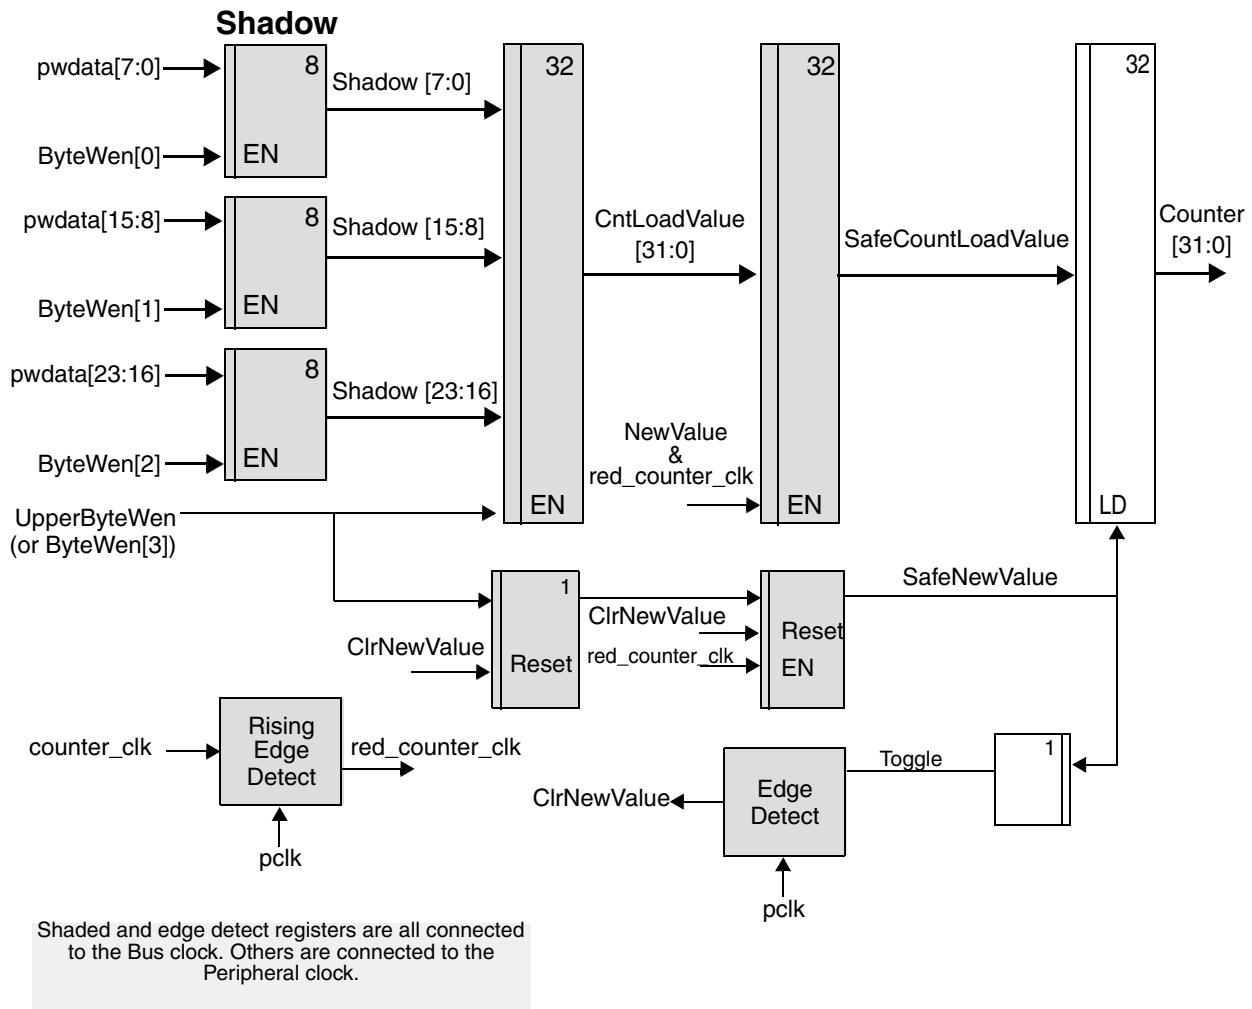 Shadow
pwdata[7:0]
8
Shadow [7:0]
ByteWen[0]
EN
pwdata[15:8]
8
Shadow [15:8]
ByteWen[1]
EN
pwdata[23:16]
8
Shadow [23:16]
ByteWen[2]
EN
UpperByteWen
(or ByteWen[3])
32
EN
CntLoadValue
[31:0]
NewValue
&
red_counter_clk
32
EN
SafeCountLoadValue
32
LD
Counter
[31:0]
ClrNewValue
1
Reset
ClrNewValue
red_counter_clk
Reset
EN
SafeNewValue
counter_clk
Rising
Edge
Detect
red_counter_clk
pclk
ClrNewValue
Edge
Detect
Toggle
1
pclk
Shaded and edge detect registers are all connected
to the Bus clock. Others are connected to the
Peripheral clock.